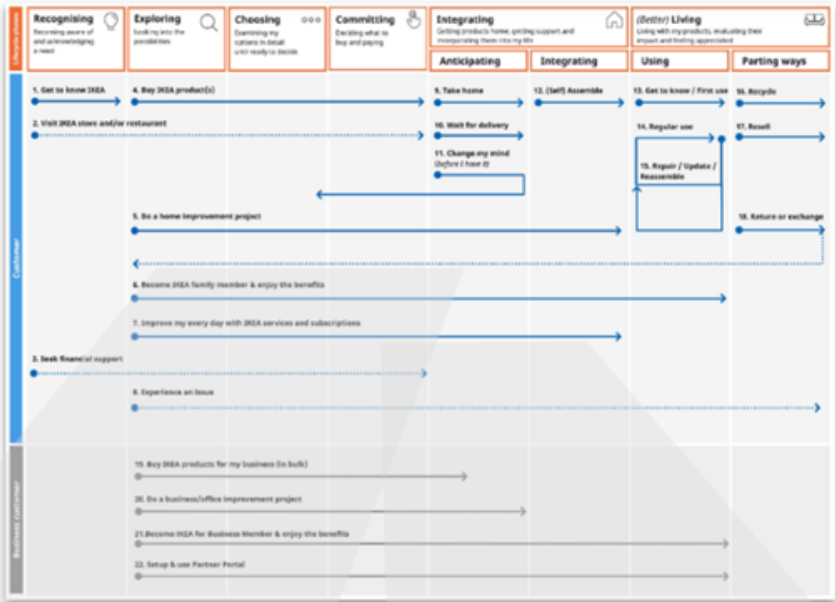 Lifecycle phases
Recognising
Becoming aware of
and acknowledging
a need
Exploring
Looking into the
possibilities
Choosing
Examining my
options in detail
until ready to decide
Committing
Deciding what to
buy and paying
Integrating
Getting products home, getting support and
incorporating them into my life
(Better) Living
Living with my products, evaluating their
impact and feeling appreciated
Anticipating
Integrating
Using
Parting ways
Customer
1. Get to know IKEA
4. Buy IKEA product(s)
9. Take home
12. (Self) Assemble
13. Get to know / First use
16. Recycle
2. Visit IKEA store and/or restaurant
10. Wait for delivery
14. Regular use
17. Resell
11. Change my mind
(before I have it)
15. Repair / Update /
Reassemble
5. Do a home improvement project
18. Return or exchange
6. Become IKEA family member & enjoy the benefits
7. Improve my every day with IKEA services and subscriptions
3. Seek financial support
8. Experience an issue
Business customer
19. Buy IKEA products for my business (in bulk)
20. Do a business/office improvement project
21.Become IKEA for Business Member & enjoy the benefits
22. Setup & use Partner Portal